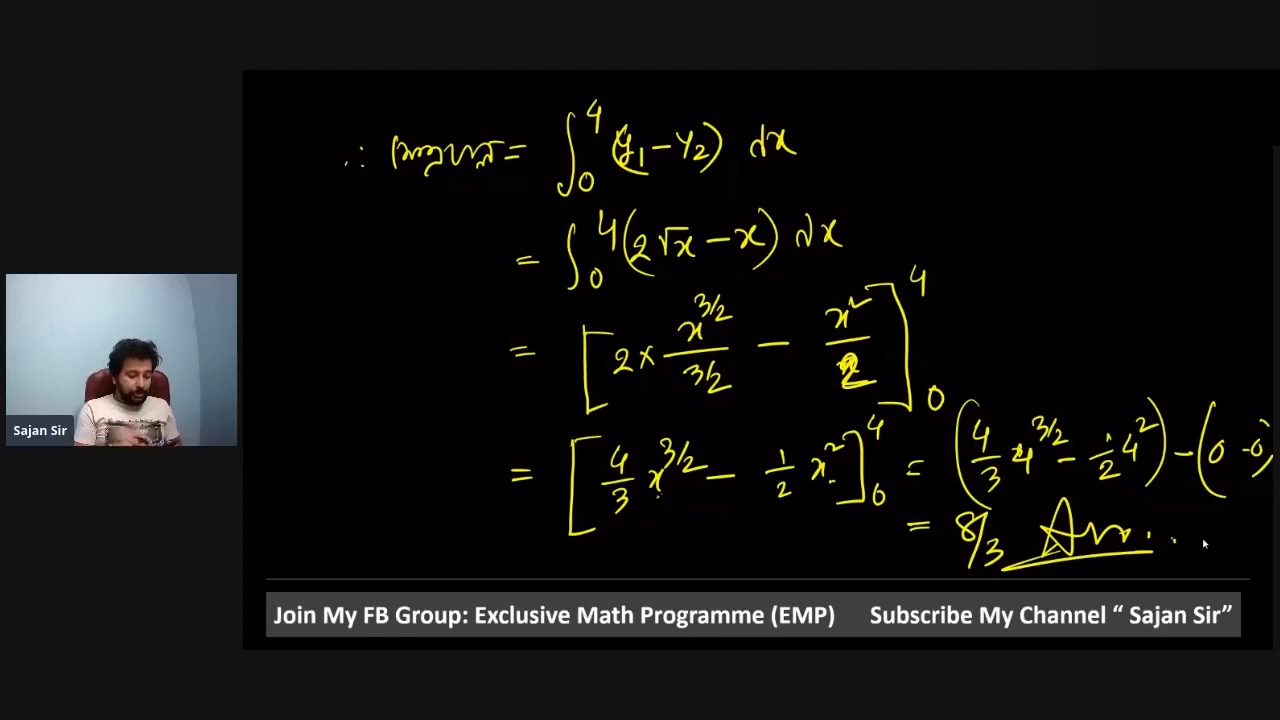 ∴ ক্ষেত্রফল = ∫₀⁴ (y₁ − y₂) dx
= ∫₀⁴ (2√x − x) dx
= [2 × x^{3/2}/(3/2) − x²/2]₀⁴
= [4/3 x^{3/2} − 1/2 x²]₀⁴ = (4/3 4^{3/2} − 1/2 4²) − (0 − 0)
= 8/3 Ans.
Sajan Sir
Join My FB Group: Exclusive Math Programme (EMP) Subscribe My Channel “ Sajan Sir”